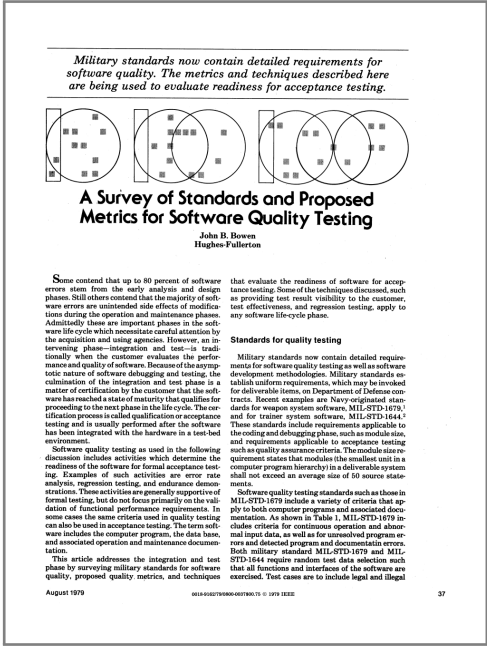 Military standards now contain detailed requirements for
software quality. The metrics and techniques described here
are being used to evaluate readiness for acceptance testing.
A Survey of Standards and Proposed
Metrics for Software Quality Testing
John B. Bowen
Hughes-Fullerton
Some contend that up to 80 percent of software
errors stem from the early analysis and design
phases. Still others contend that the majority of soft-
ware errors are unintended side effects of modifica-
tions during the operation and maintenance phases.
Admittedly these are important phases in the soft-
ware life cycle which necessitate careful attention by
the acquisition and using agencies. However, an in-
tervening phase—integration and test—is tradi-
tionally when the customer evaluates the perfor-
mance and quality of software. Because of the asymp-
totic nature of software debugging and testing, the
culmination of the integration and test phase is a
matter of certification by the customer that the soft-
ware has reached a state of maturity that qualifies for
proceeding to the next phase in the life cycle. The cer-
tification process is called qualification or acceptance
testing and is usually performed after the software
has been integrated with the hardware in a test-bed
environment.
Software quality testing as used in the following
discussion includes activities which determine the
readiness of the software for formal acceptance test-
ing. Examples of such activities are error rate
analysis, regression testing, and endurance demon-
strations. These activities are generally supportive of
formal testing, but do not focus primarily on the vali-
dation of functional performance requirements. In
some cases the same criteria used in quality testing
can also be used in acceptance testing. The term soft-
ware includes the computer program, the data base,
and associated operation and maintenance documen-
tation.
This article addresses the integration and test
phase by surveying military standards for software
quality, proposed quality metrics, and techniques
that evaluate the readiness of software for accep-
tance testing. Some of the techniques discussed, such
as providing test result visibility to the customer,
test effectiveness, and regression testing, apply to
any software life-cycle phase.
Standards for quality testing
Military standards now contain detailed require-
ments for software quality testing as well as software
development methodologies. Military standards es-
tablish uniform requirements, which may be invoked
for deliverable items, on Department of Defense con-
tracts. Recent examples are Navy-originated stan-
dards for weapon system software, MIL-STD-1679,¹
and for trainer system software, MIL-STD-1644.²
These standards include requirements applicable to
the coding and debugging phase, such as module size,
and requirements applicable to acceptance testing
such as quality assurance criteria. The module size re-
quirement states that modules (the smallest unit in a
computer program hierarchy) in a deliverable system
shall not exceed an average size of 50 source state-
ments.
Software quality testing standards such as those in
MIL-STD-1679 include a variety of criteria that ap-
ply to both computer programs and associated docu-
mentation. As shown in Table 1, MIL-STD-1679 in-
cludes criteria for continuous operation and abnor-
mal input data, as well as for unresolved program er-
rors and detected program and documentatin errors.
Both military standard MIL-STD-1679 and MIL-
STD-1644 require random test data selection such
that all functions and interfaces of the software are
exercised. Test cases are to include legal and illegal
August 1979
0018-9162/79/0800-0037$00.75 © 1979 IEEE
37